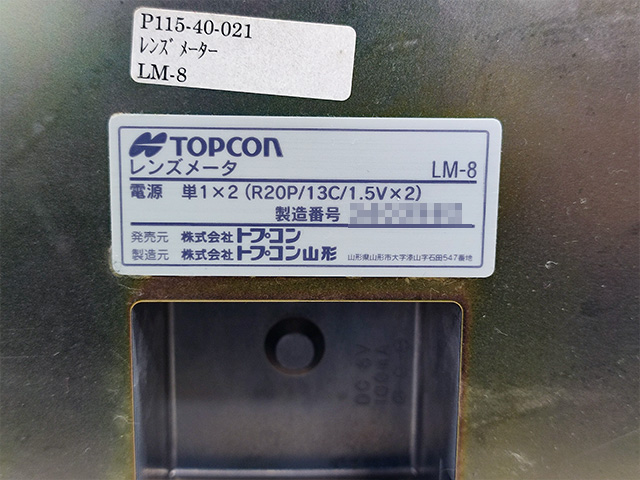 P115-40-021
ﾚﾝｽﾞﾒｰﾀｰ
LM-8
TOPCON
レンズメータ LM-8
電源 単1×2(R20P/13C/1.5V×2)
製造番号
発売元 株式会社トプコン
製造元 株式会社トプコン山形 山形県山形市大字漆山字石田547番地
DC 6V